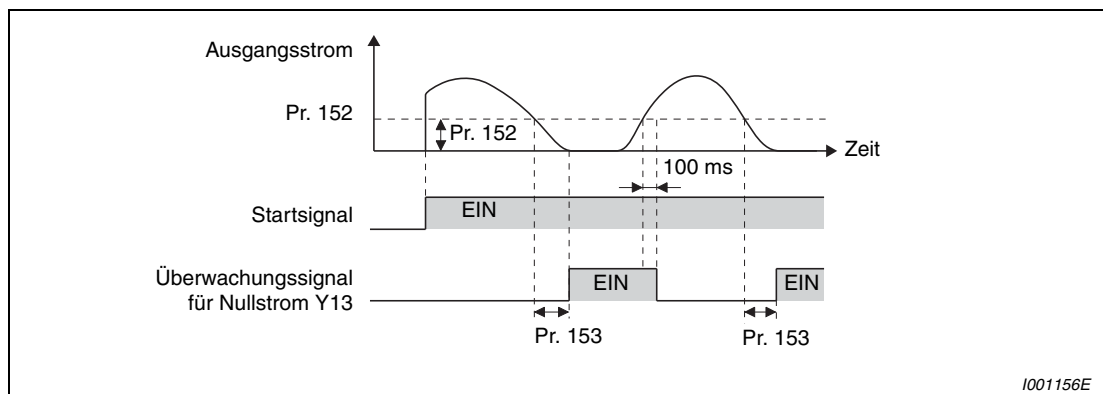 Ausgangsstrom
Pr. 152
Pr. 152
Zeit
100 ms
Startsignal
EIN
Überwachungssignal
für Nullstrom Y13
EIN
EIN
Pr. 153
Pr. 153
I001156E